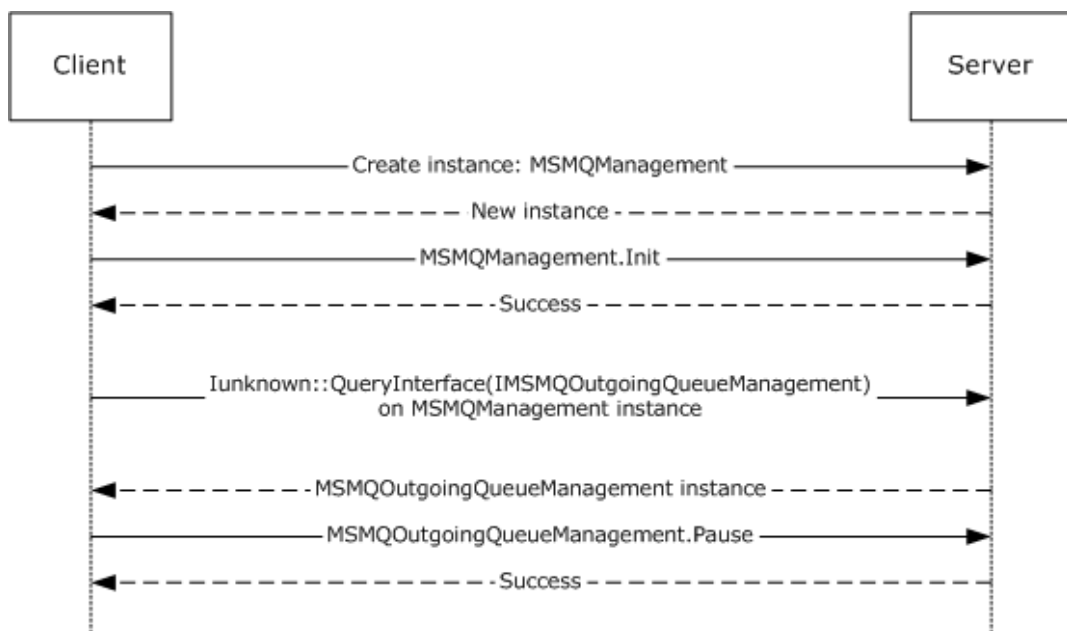 Client
Server
Create instance: MSMQManagement
New instance
MSMQManagement.Init
Success
Iunknown::QueryInterface(IMSMQOutgoingQueueManagement)
on MSMQManagement instance
MSMQOutgoingQueueManagement instance
MSMQOutgoingQueueManagement.Pause
Success